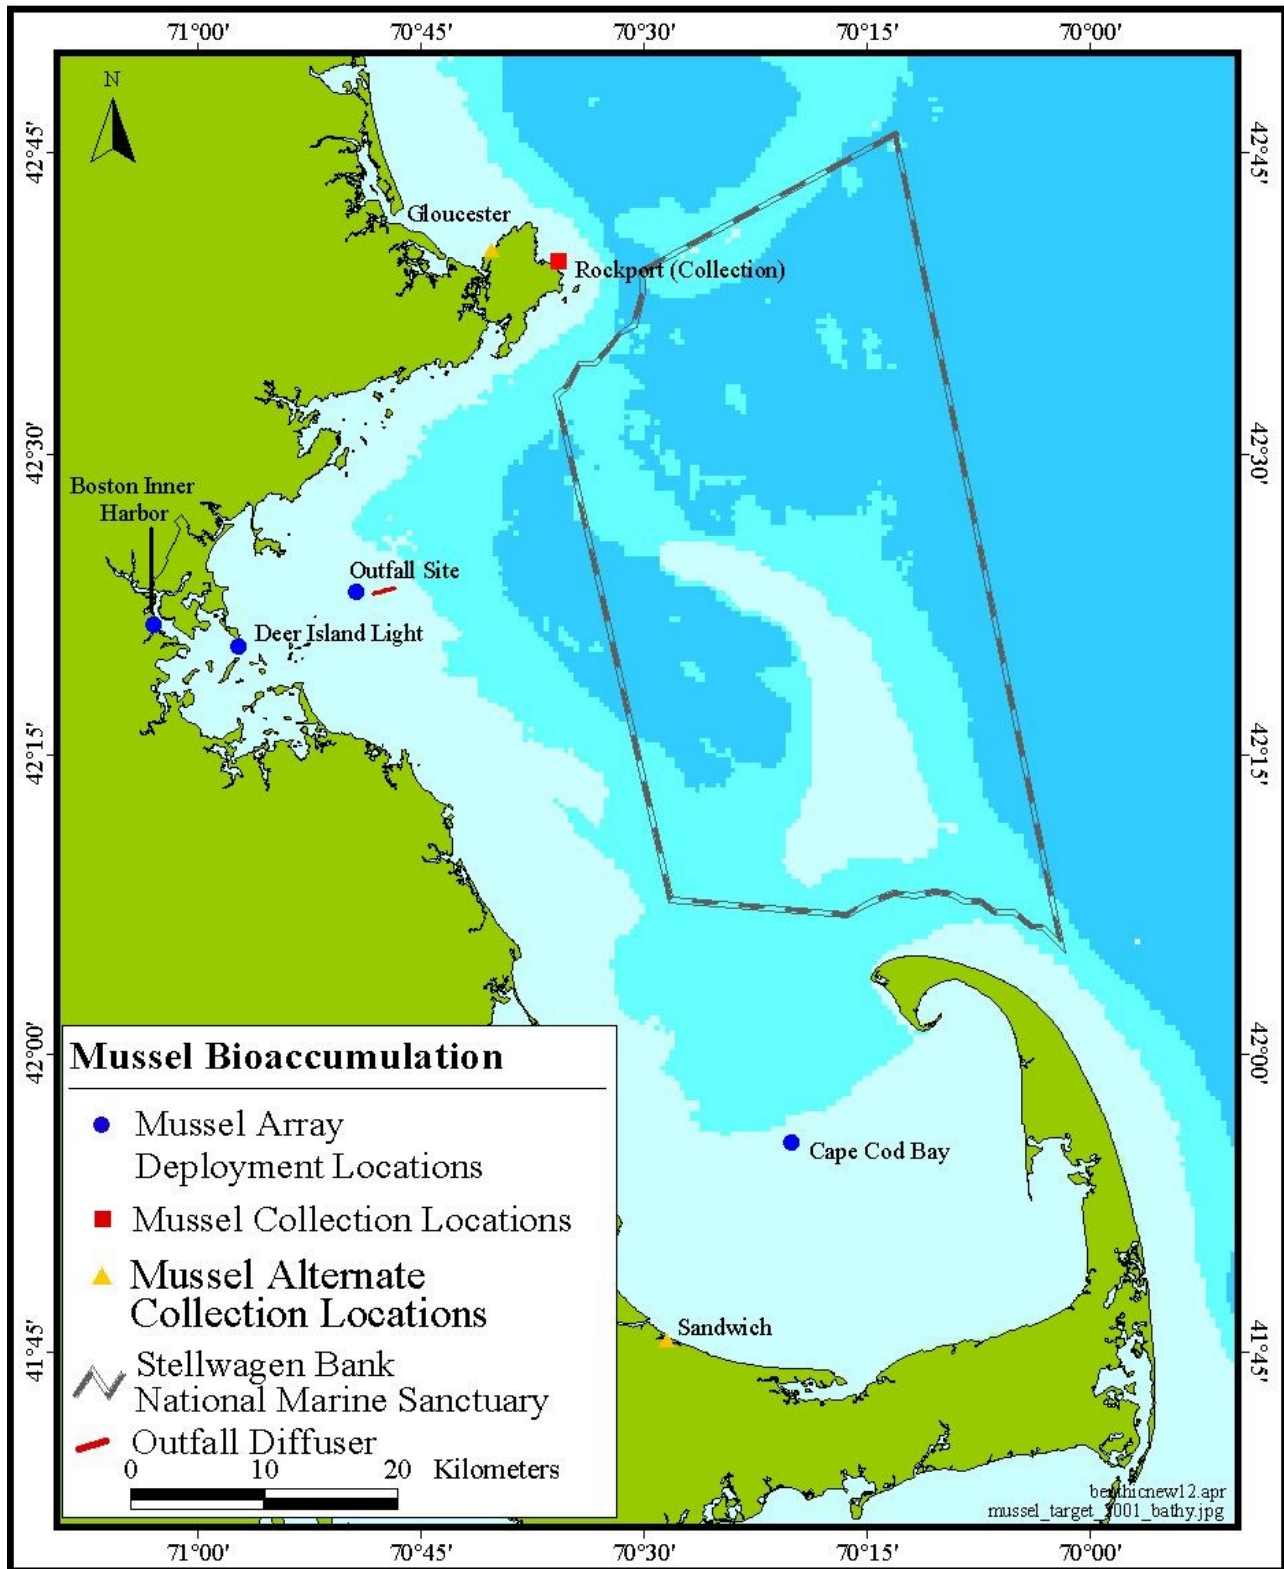 71°00'
70°45'
70°30'
70°15'
70°00'
N
42°45'
42°45'
Gloucester
Rockport (Collection)
42°30'
42°30'
Boston Inner
Harbor
Outfall Site
Deer Island Light
42°15'
42°15'
42°00'
42°00'
Mussel Bioaccumulation
Mussel Array
Deployment Locations
Cape Cod Bay
Mussel Collection Locations
Mussel Alternate
Collection Locations
Sandwich
41°45'
41°45'
Stellwagen Bank
National Marine Sanctuary
Outfall Diffuser
0 10 20 Kilometers
benthicnew12.apr
mussel_target_2001_bathy.jpg
71°00'
70°45'
70°30'
70°15'
70°00'